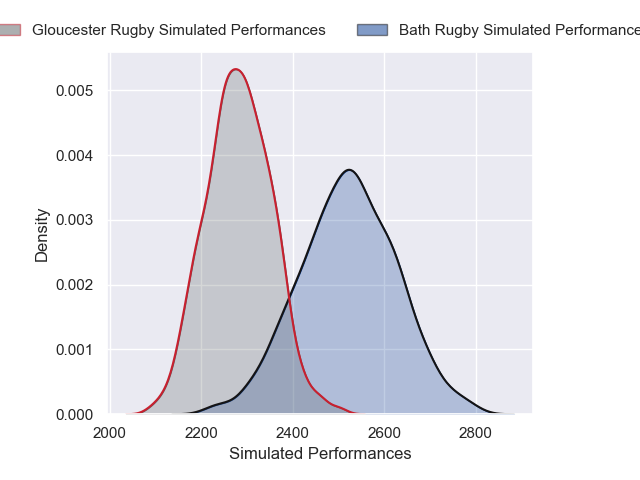 Gloucester Rugby Simulated Performances
Bath Rugby Simulated Performance
0.005
0.004
0.003
0.002
0.001
0.000
Density
2000 2200 2400 2600 2800
Simulated Performances